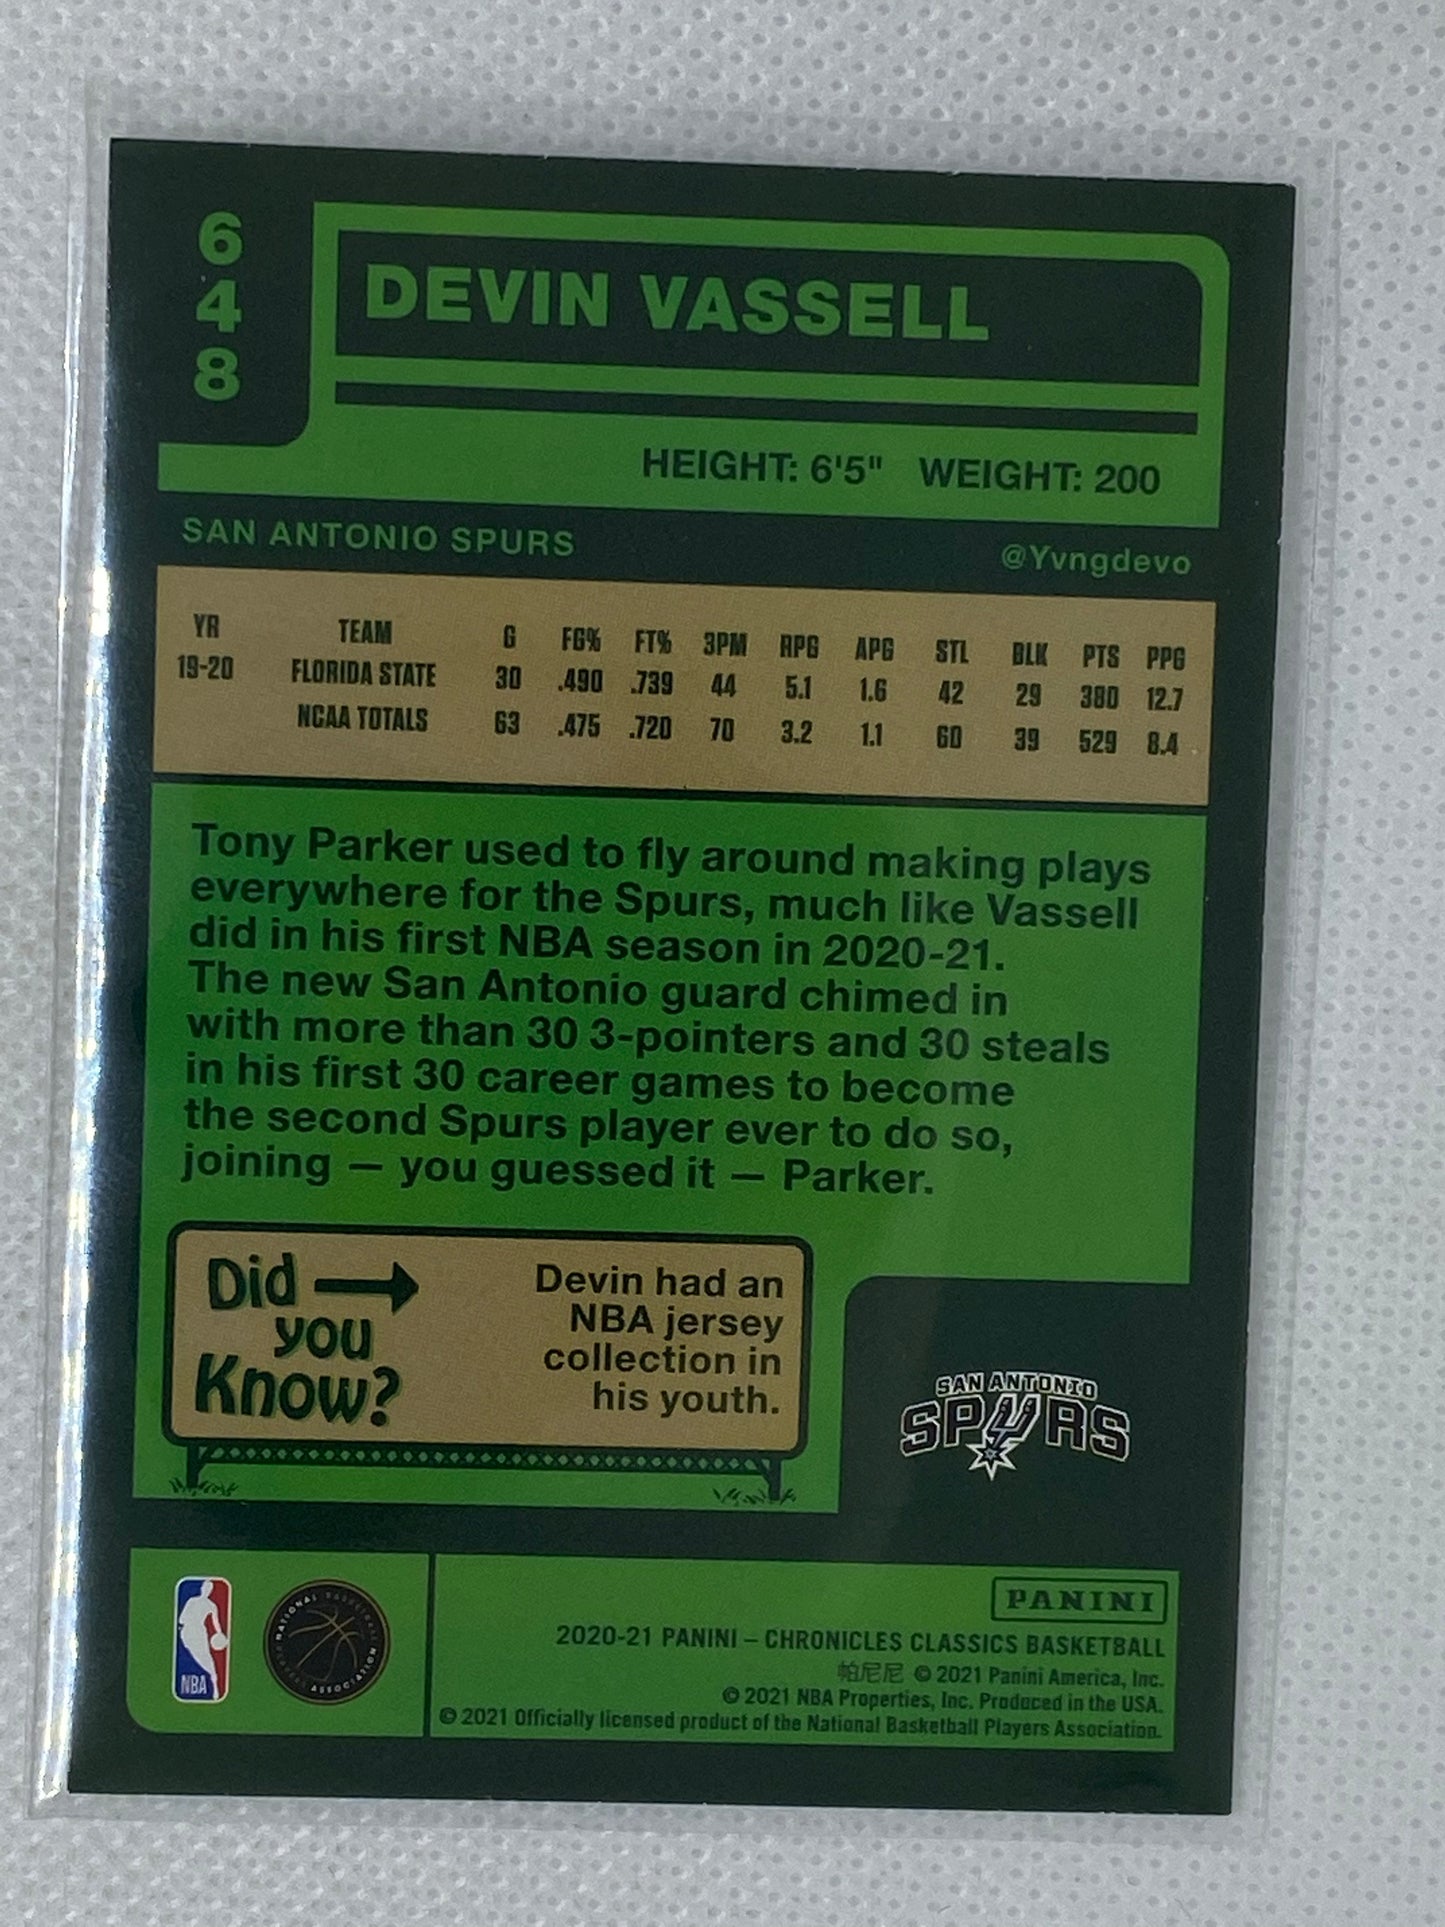 648
DEVIN VASSELL
HEIGHT: 6'5" WEIGHT: 200
SAN ANTONIO SPURS @Yvngdevo
YR TEAM G FG% FT% 3PM RPG APG STL BLK PTS PPG
19-20 FLORIDA STATE 30 .490 .739 44 5.1 1.6 42 29 380 12.7
NCAA TOTALS 63 .475 .720 70 3.2 1.1 60 39 529 8.4
Tony Parker used to fly around making plays
everywhere for the Spurs, much like Vassell
did in his first NBA season in 2020-21.
The new San Antonio guard chimed in
with more than 30 3-pointers and 30 steals
in his first 30 career games to become
the second Spurs player ever to do so,
joining — you guessed it — Parker.
Did
you
Know?
Devin had an
NBA jersey
collection in
his youth.
SAN ANTONIO
SPURS
NBA
NATIONAL BASKETBALL
PLAYERS ASSOCIATION
PANINI
2020-21 PANINI – CHRONICLES CLASSICS BASKETBALL
帕尼尼 © 2021 Panini America, Inc.
© 2021 NBA Properties, Inc. Produced in the USA.
© 2021 Officially licensed product of the National Basketball Players Association.